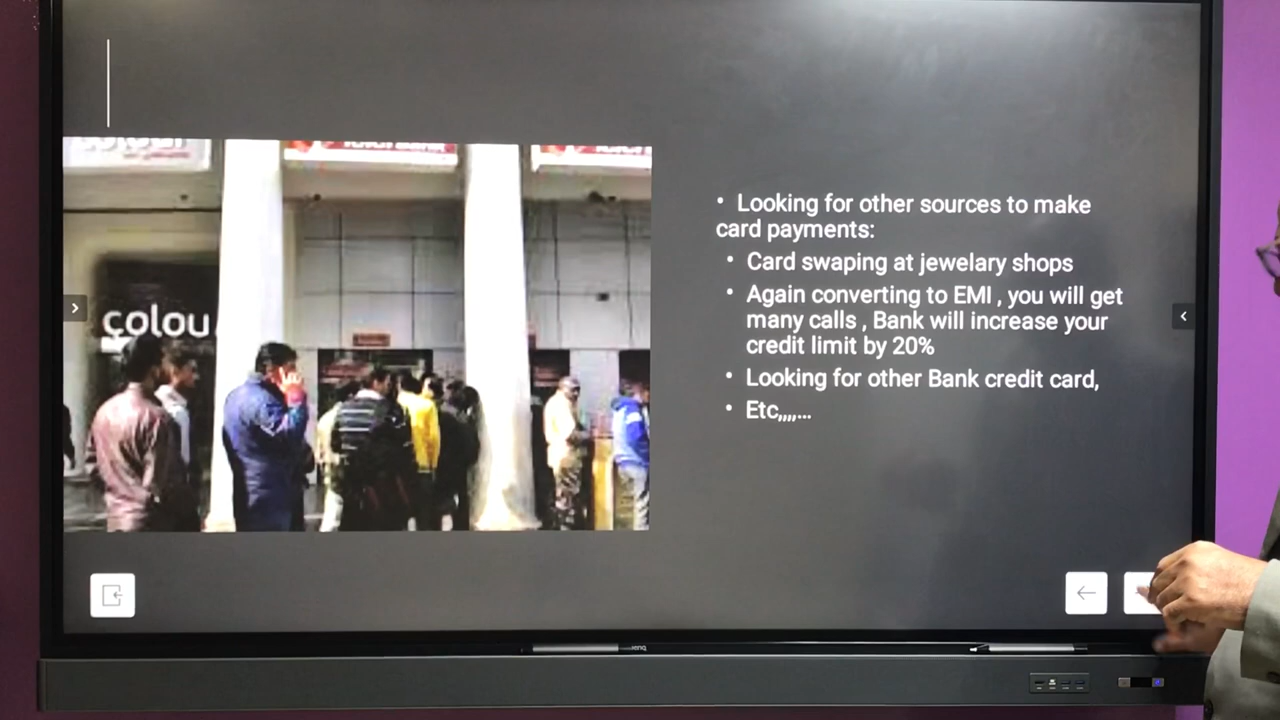 colou
• Looking for other sources to make
card payments:
• Card swaping at jewelary shops
• Again converting to EMI , you will get
many calls , Bank will increase your
credit limit by 20%
• Looking for other Bank credit card,
• Etc,,,,...
BenQ